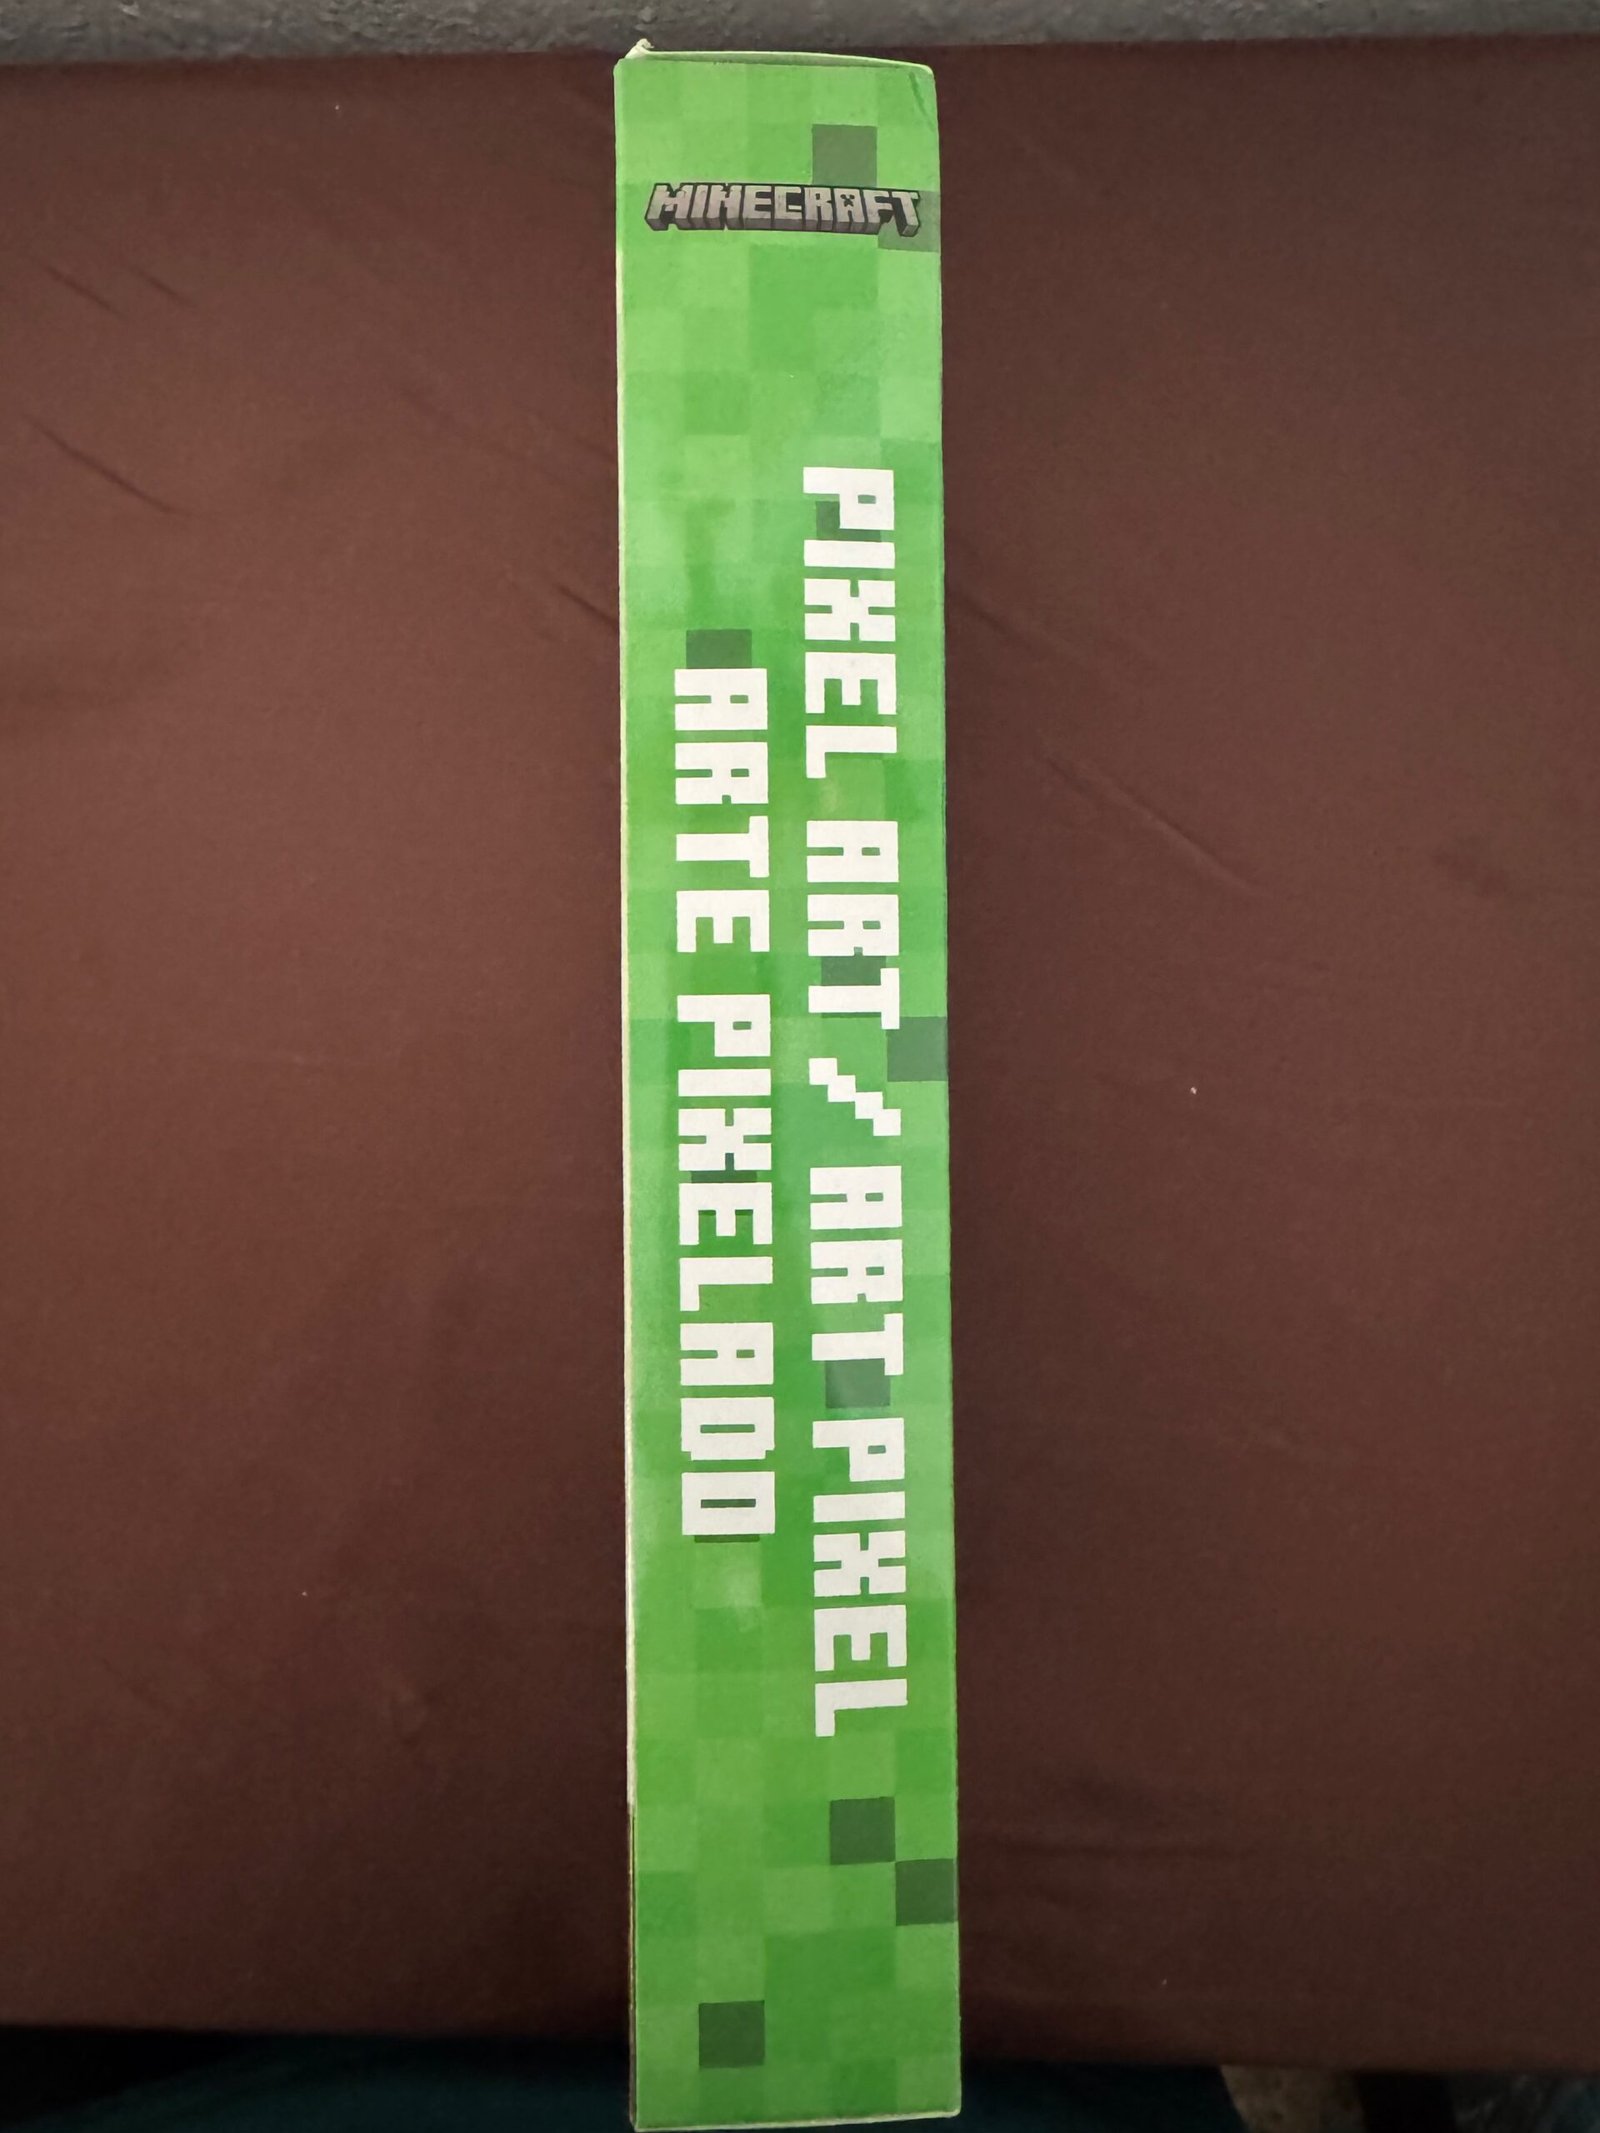 MINECRAFT
PIXEL ART / ART PIXEL
ARTE PIXELADO